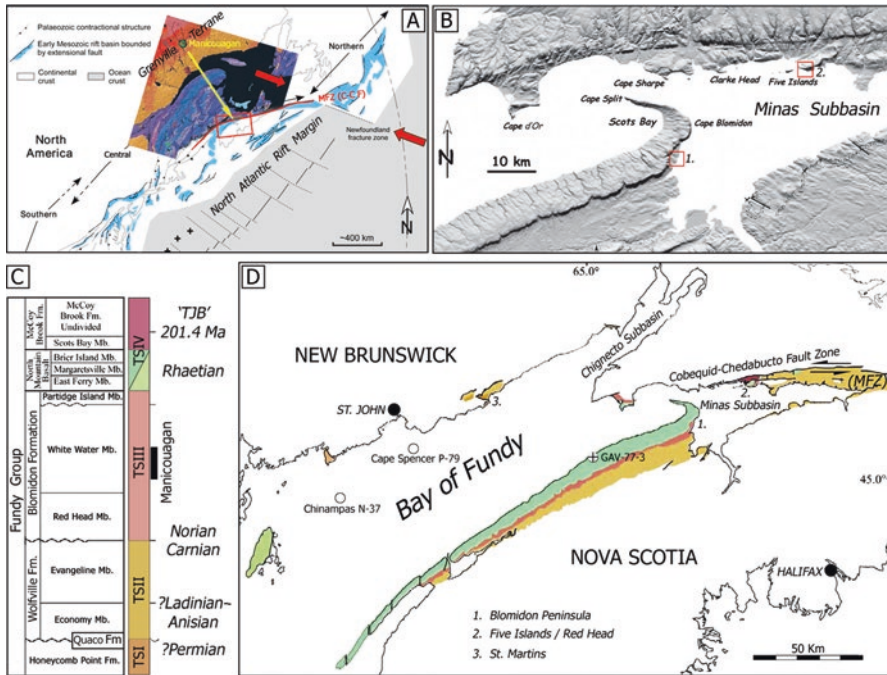 A
Palaeozoic contractional structure
Early Mesozoic rift basin bounded
by extensional fault
Continental
crust
Ocean
crust
Grenville Terrane
Manicouagan
Northern
MFZ (C-C F)
North
America
Central
Southern
North Atlantic Rift Margin
Newfoundland
fracture zone
N
~400 km
B
Cape Sharpe
Clarke Head
Five Islands
2.
Cape Split
Minas Subbasin
Cape d'Or
Scots Bay
Cape Blomidon
N
10 km
1.
C
Fundy Group
McCoy
Brook Fm.
McCoy
Brook Fm.
Undivided
Scots Bay Mb.
North
Mountain
Basalt
Brier Island Mb.
Margaretsville Mb.
East Ferry Mb.
Blomidon Formation
Partidge Island Mb.
White Water Mb.
Red Head Mb.
Wolfville Fm.
Evangeline Mb.
Economy Mb.
Quaco Fm
Honeycomb Point Fm.
TSIV
TSIII
TSII
TSI
'TJB'
201.4 Ma
Rhaetian
Manicouagan
Norian
Carnian
?Ladinian-
Anisian
?Permian
D
65.0°
NEW BRUNSWICK
Chignecto Subbasin
Cobequid-Chedabucto Fault Zone
(MFZ)
2.
3.
ST. JOHN
Minas Subbasin
1.
Cape Spencer P-79
GAV-77-3
Bay of Fundy
Chinampas N-37
45.0°
NOVA SCOTIA
4
HALIFAX
1. Blomidon Peninsula
2. Five Islands / Red Head
3. St. Martins
50 Km